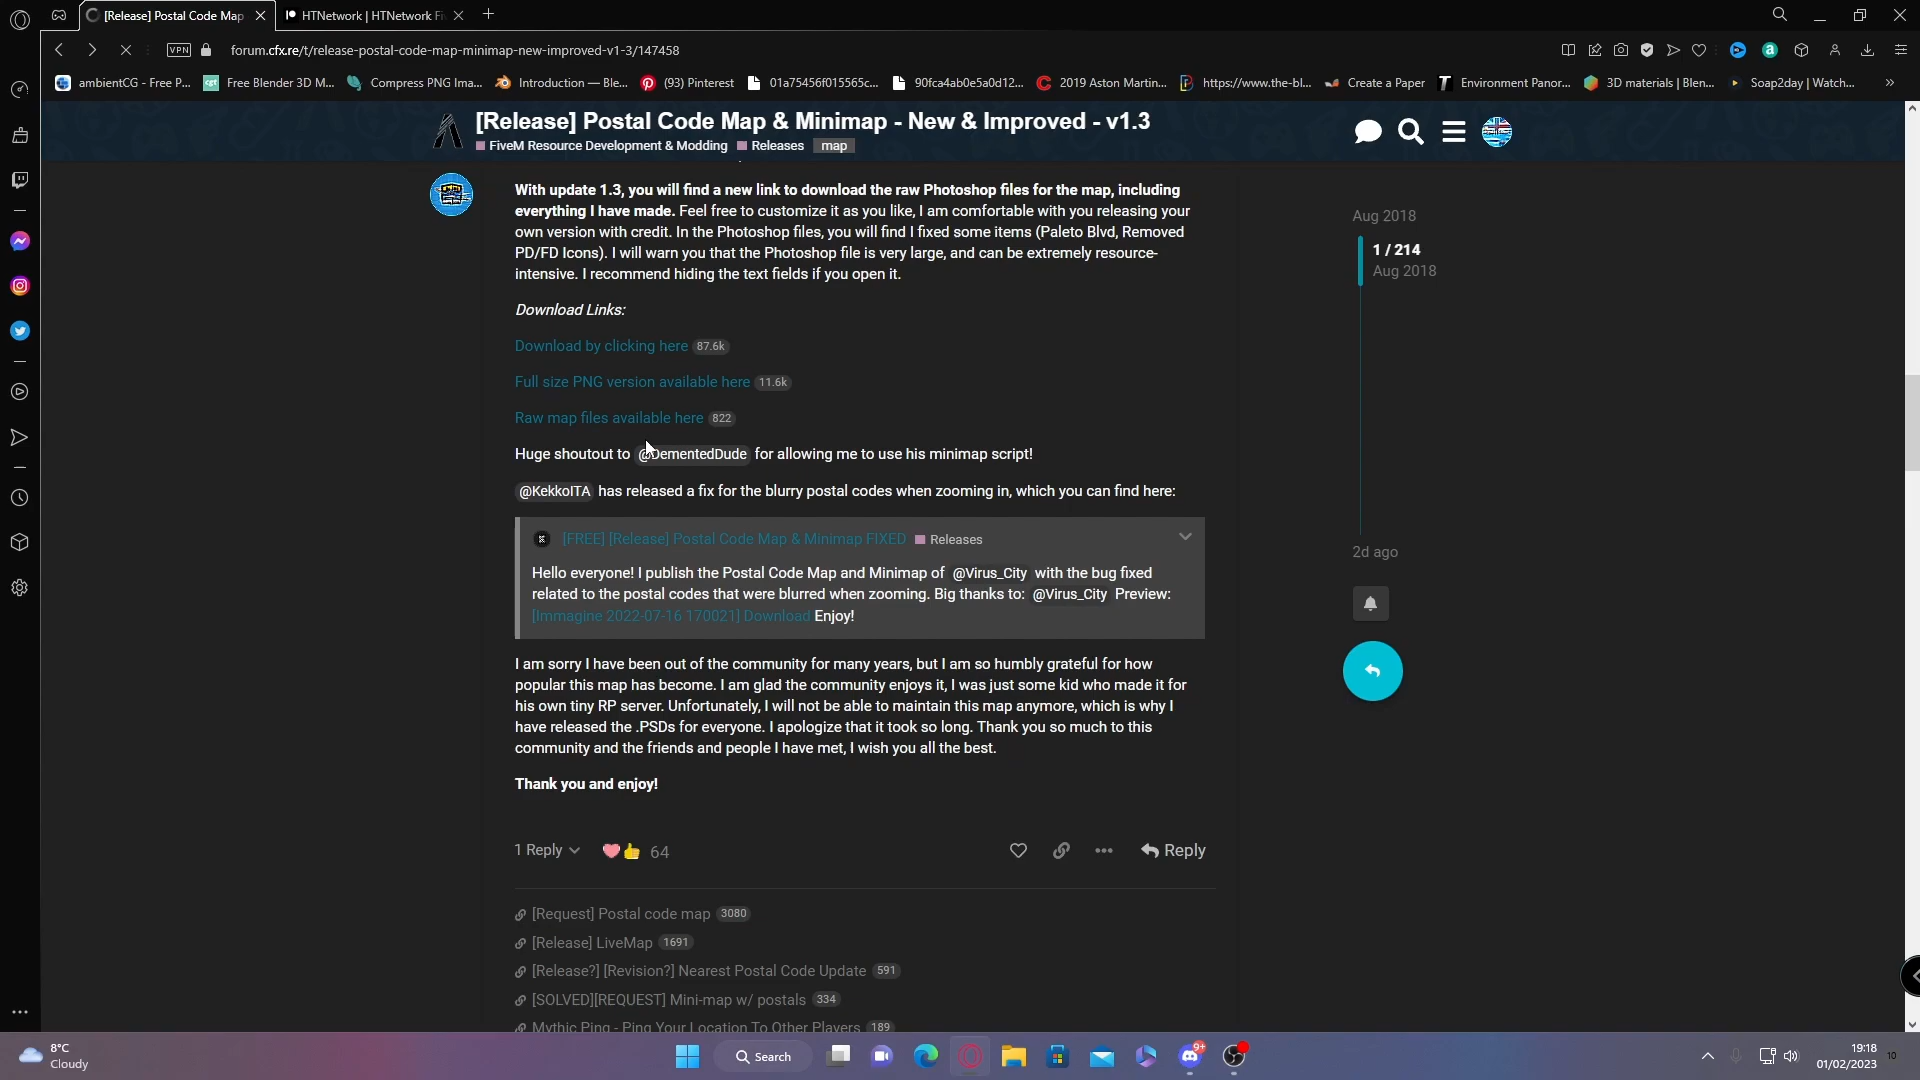 [Release] Postal Code Map
HTNetwork | HTNetwork Fi
VPN
forum.cfx.re/t/release-postal-code-map-minimap-new-improved-v1-3/147458
ambientCG - Free P...
Free Blender 3D M...
Compress PNG Ima...
Introduction — Ble...
(93) Pinterest
01a75456f015565c...
90fca4ab0e5a0d12...
2019 Aston Martin...
https://www.the-bl...
Create a Paper
Environment Panor...
3D materials | Blen...
Soap2day | Watch...
[Release] Postal Code Map & Minimap - New & Improved - v1.3
FiveM Resource Development & Modding Releases map
With update 1.3, you will find a new link to download the raw Photoshop files for the map, including
everything I have made. Feel free to customize it as you like, I am comfortable with you releasing your
own version with credit. In the Photoshop files, you will find I fixed some items (Paleto Blvd, Removed
PD/FD Icons). I will warn you that the Photoshop file is very large, and can be extremely resource-
intensive. I recommend hiding the text fields if you open it.
Download Links:
Download by clicking here 87.6k
Full size PNG version available here 11.6k
Raw map files available here 822
Huge shoutout to @DementedDude for allowing me to use his minimap script!
@KekkoITA has released a fix for the blurry postal codes when zooming in, which you can find here:
[FREE] [Release] Postal Code Map & Minimap FIXED Releases
Hello everyone! I publish the Postal Code Map and Minimap of @Virus_City with the bug fixed
related to the postal codes that were blurred when zooming. Big thanks to: @Virus_City Preview:
[Immagine 2022-07-16 170021] Download Enjoy!
I am sorry I have been out of the community for many years, but I am so humbly grateful for how
popular this map has become. I am glad the community enjoys it, I was just some kid who made it for
his own tiny RP server. Unfortunately, I will not be able to maintain this map anymore, which is why I
have released the .PSDs for everyone. I apologize that it took so long. Thank you so much to this
community and the friends and people I have met, I wish you all the best.
Thank you and enjoy!
1 Reply
64
Reply
[Request] Postal code map 3080
[Release] LiveMap 1691
[Release?] [Revision?] Nearest Postal Code Update 591
[SOLVED][REQUEST] Mini-map w/ postals 334
Mythic Ping - Ping Your Location To Other Players 189
Aug 2018
1 / 214
Aug 2018
2d ago
8°C
Cloudy
Search
9+
19:18
01/02/2023
10